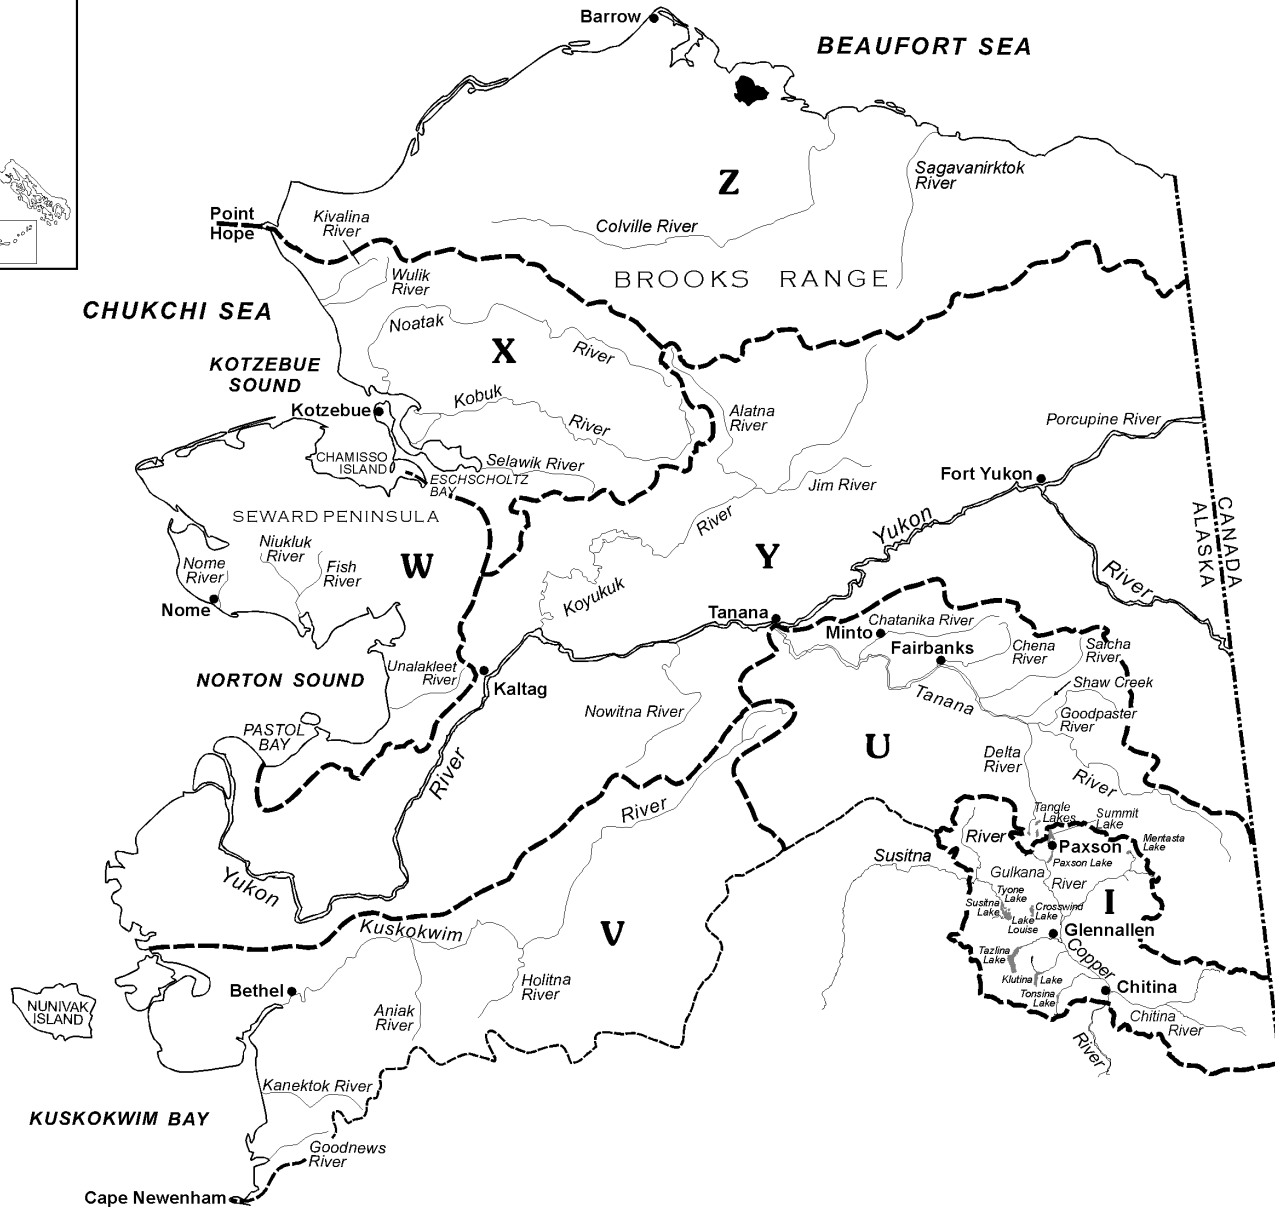 Barrow
BEAUFORT SEA
Z
Sagavanirktok
River
Point
Hope
Kivalina
River
Colville River
Wulik
River
BROOKS RANGE
CHUKCHI SEA
Noatak
River
X
KOTZEBUE
SOUND
Kotzebue
Kobuk
River
Alatna
River
Porcupine River
CHAMISSO
ISLAND
Selawik River
ESCHSCHOLTZ
BAY
Jim River
Fort Yukon
SEWARD PENINSULA
River
Yukon
CANADA
ALASKA
Niukluk
River
Nome
River
Fish
River
W
Y
River
Koyukuk
Nome
Tanana
Minto
Chatanika River
Fairbanks
Chena
River
Salcha
River
Unalakleet
River
NORTON SOUND
Kaltag
Shaw Creek
Tanana
Nowitna River
Goodpaster
River
PASTOL
BAY
U
Delta
River
River
River
River
Tangle
Lakes
Summit
Lake
River
Paxson
Mentasta
Lake
Paxson Lake
Susitna
Gulkana
River
Yukon
Tyone
Lake
Susitna
Lake
Crosswind
Lake
Lake
Louise
I
Kuskokwim
V
Glennallen
Copper
Tazlina
Lake
Klutina Lake
Bethel
Holitna
River
Tonsina
Lake
Chitina
NUNIVAK
ISLAND
Aniak
River
Chitina
River
River
Kanektok River
KUSKOKWIM BAY
Goodnews
River
Cape Newenham